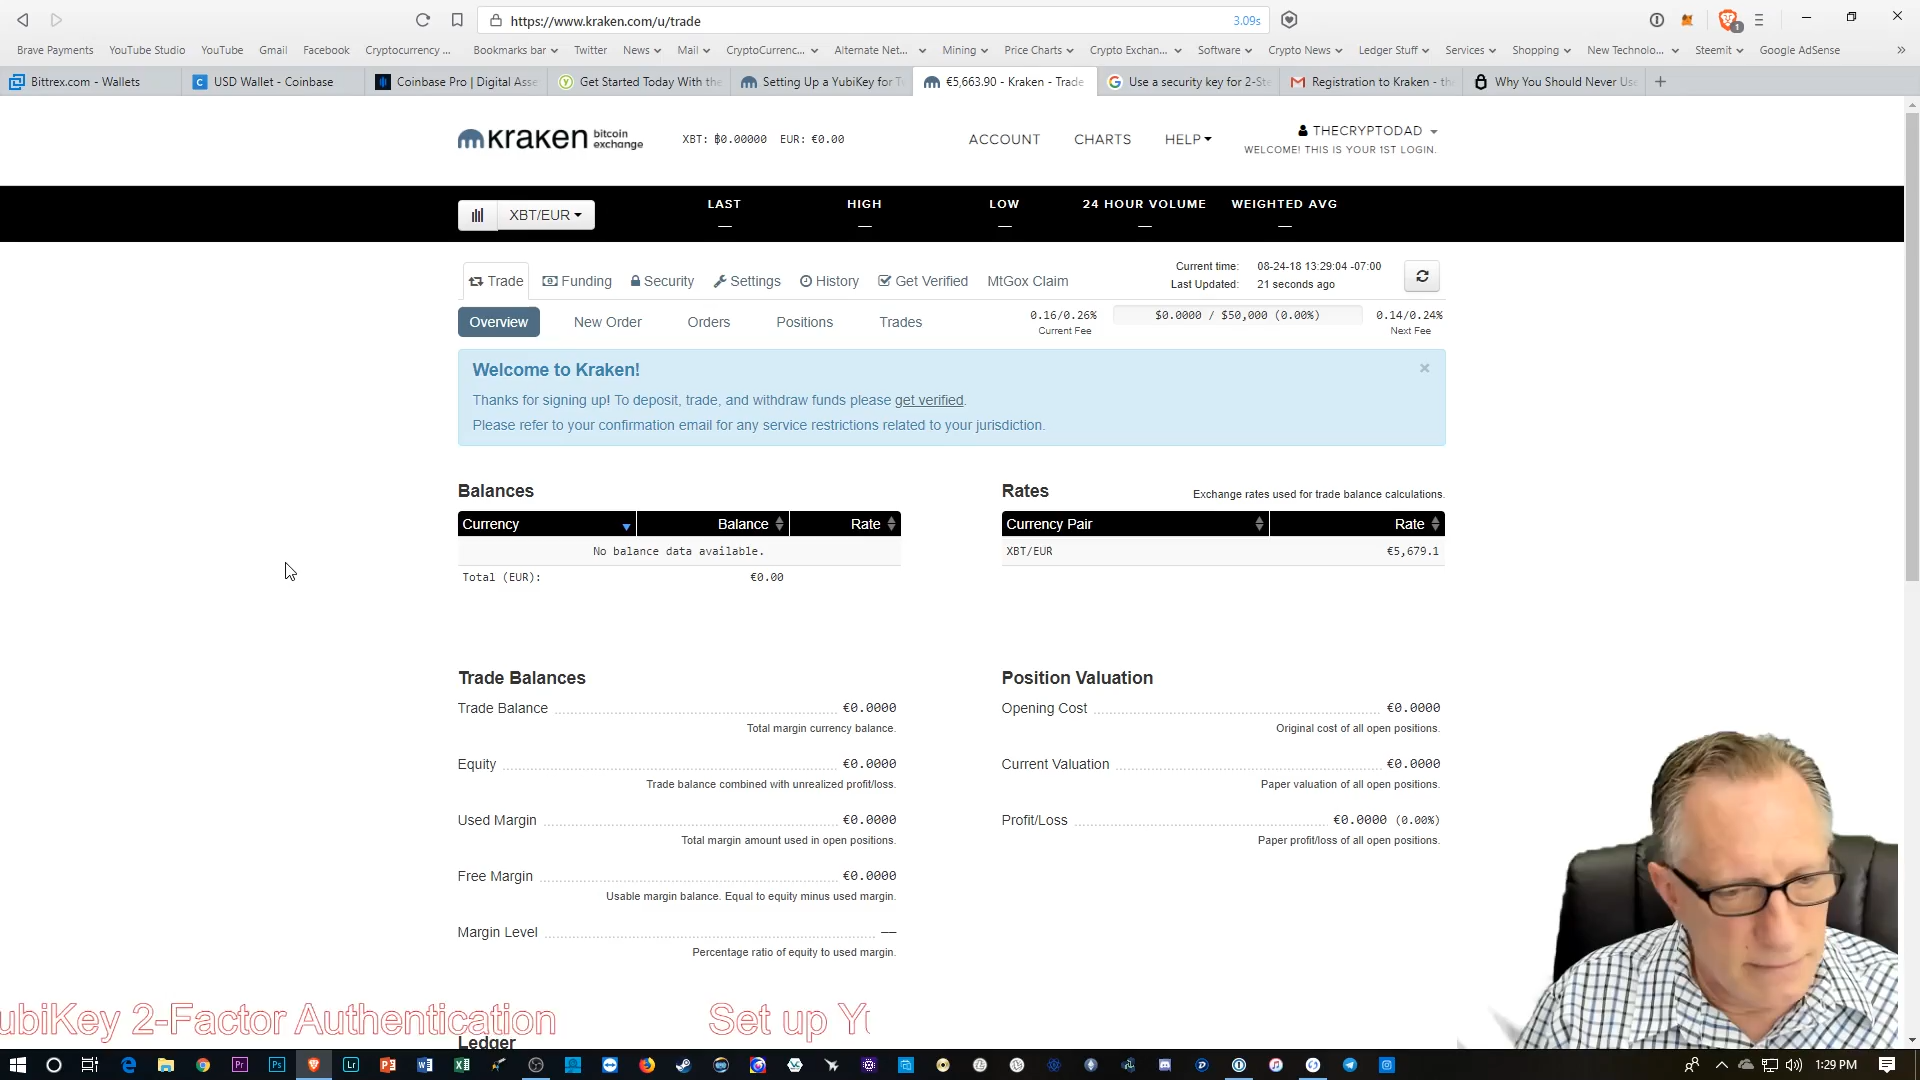 https://www.kraken.com/u/trade
3.09s
Brave Payments YouTube Studio YouTube Gmail Facebook Cryptocurrency ... Bookmarks bar Twitter News Mail CryptoCurrenc... Alternate Net... Mining Price Charts Crypto Exchan... Software Crypto News Ledger Stuff Services Shopping New Technolo... Steemit Google AdSense »
Bittrex.com - Wallets
USD Wallet - Coinbase
Coinbase Pro | Digital Asse
Get Started Today With the
Setting Up a YubiKey for T
€5,663.90 - Kraken - Trade
Use a security key for 2-Ste
Registration to Kraken - th
Why You Should Never Use
kraken bitcoin exchange
XBT: ฿0.00000 EUR: €0.00
ACCOUNT CHARTS HELP
THECRYPTODAD
WELCOME! THIS IS YOUR 1ST LOGIN.
XBT/EUR
LAST HIGH LOW 24 HOUR VOLUME WEIGHTED AVG
— — — — —
Trade Funding Security Settings History Get Verified MtGox Claim
Current time: 08-24-18 13:29:04 -07:00
Last Updated: 21 seconds ago
Overview New Order Orders Positions Trades
0.16/0.26% $0.0000 / $50,000 (0.00%) 0.14/0.24%
Current Fee Next Fee
Welcome to Kraken!
×
Thanks for signing up! To deposit, trade, and withdraw funds please get verified.
Please refer to your confirmation email for any service restrictions related to your jurisdiction.
Balances
Currency Balance Rate
No balance data available.
Total (EUR): €0.00
Rates
Exchange rates used for trade balance calculations.
Currency Pair Rate
XBT/EUR €5,679.1
Trade Balances
Trade Balance €0.0000
Total margin currency balance.
Equity €0.0000
Trade balance combined with unrealized profit/loss.
Used Margin €0.0000
Total margin amount used in open positions.
Free Margin €0.0000
Usable margin balance. Equal to equity minus used margin.
Margin Level —
Percentage ratio of equity to used margin.
Position Valuation
Opening Cost €0.0000
Original cost of all open positions.
Current Valuation €0.0000
Paper valuation of all open positions.
Profit/Loss €0.0000 (0.00%)
Paper profit/loss of all open positions.
ubiKey 2-Factor Authentication Set up Yu
Ledger
1:29 PM